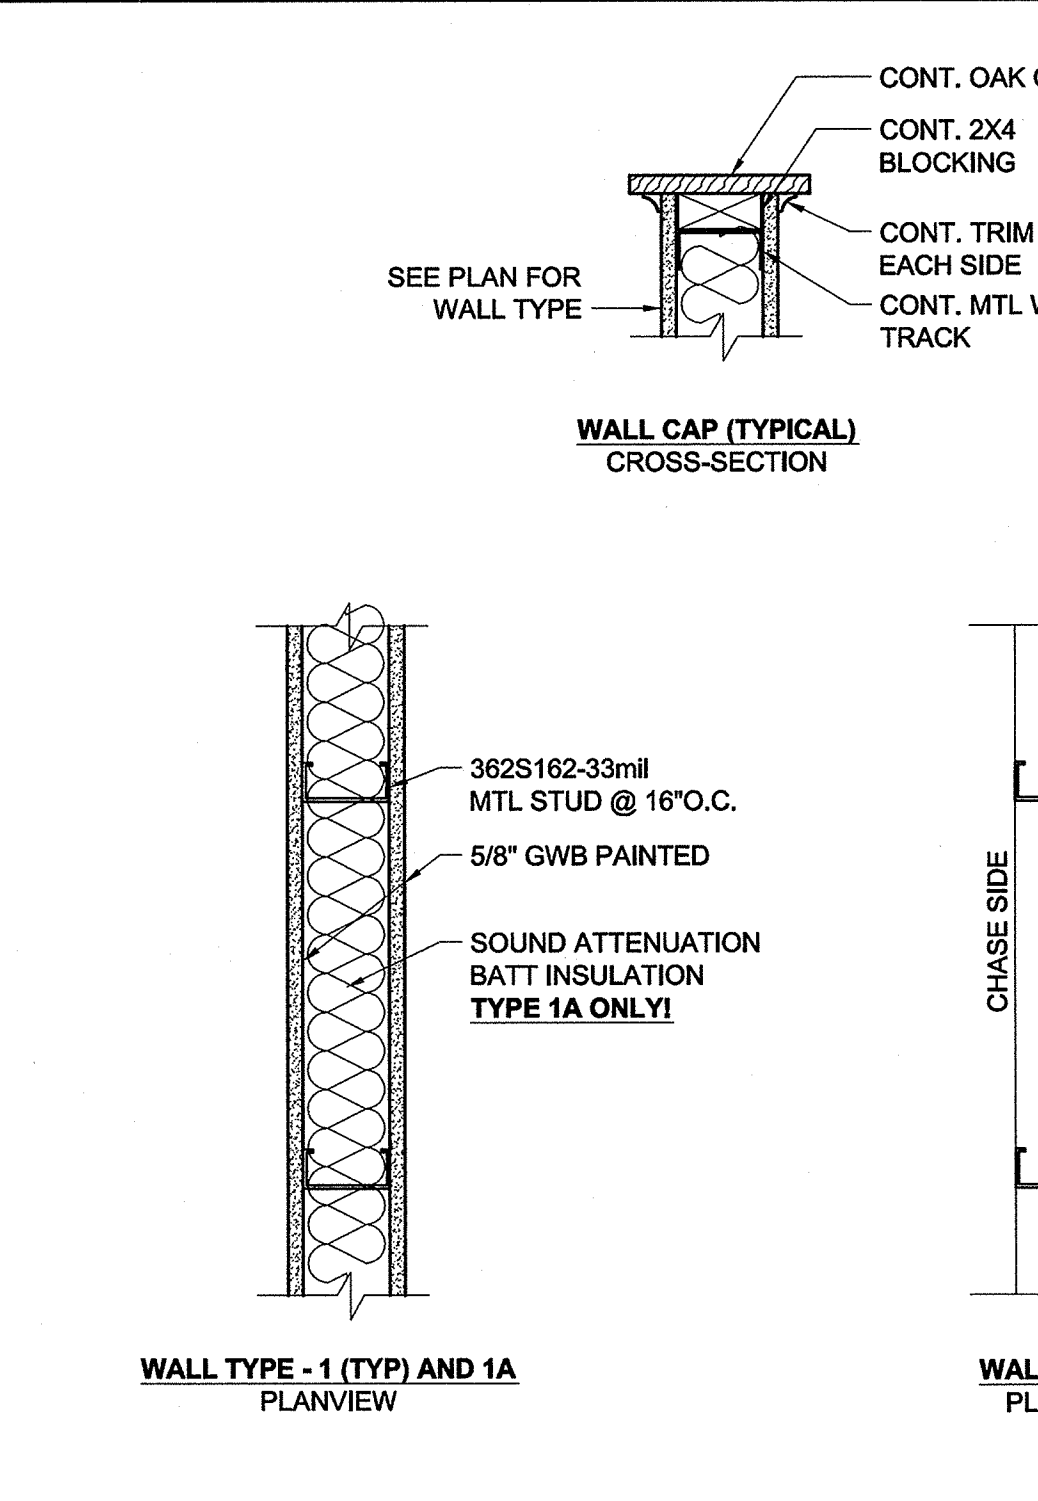 CONT. OAK
CONT. 2X4
BLOCKING
CONT. TRIM
EACH SIDE
CONT. MTL
TRACK
SEE PLAN FOR
WALL TYPE
WALL CAP (TYPICAL)
CROSS-SECTION
362S162-33mil
MTL STUD @ 16"O.C.
5/8" GWB PAINTED
SOUND ATTENUATION
BATT INSULATION
TYPE 1A ONLY!
CHASE SIDE
WALL TYPE - 1 (TYP) AND 1A
PLANVIEW